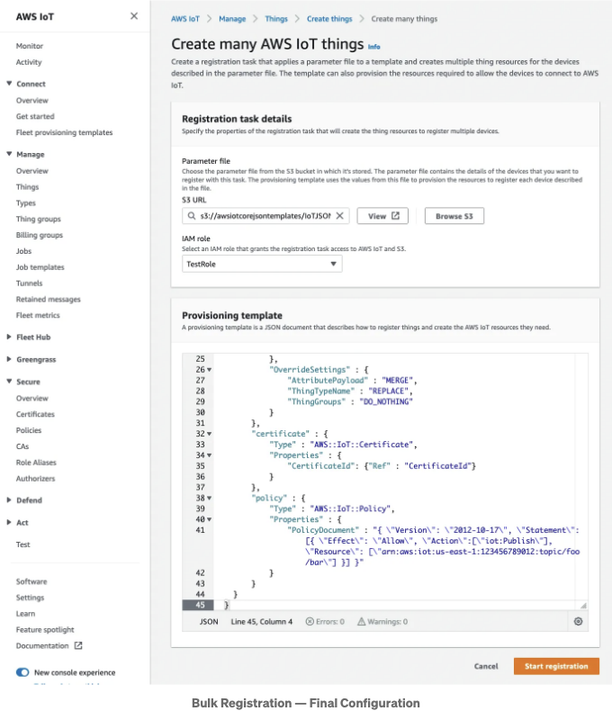 AWS IoT
Monitor
Activity
Connect
Overview
Get started
Fleet provisioning templates
Manage
Overview
Things
Types
Thing groups
Billing groups
Jobs
Job templates
Tunnels
Retained messages
Fleet metrics
Fleet Hub
Greengrass
Secure
Overview
Certificates
Policies
CAs
Role Aliases
Authorizers
Defend
Act
Test
Software
Settings
Learn
Feature spotlight
Documentation
New console experience
AWS IoT > Manage > Things > Create things > Create many things
Create many AWS IoT things Info
Create a registration task that applies a parameter file to a template and creates multiple thing resources for the devices
described in the parameter file. The template can also provision the resources required to allow the devices to connect to AWS
IoT.
Registration task details
Specify the properties of the registration task that will create the thing resources to register multiple devices.
Parameter file
Choose the parameter file from the S3 bucket in which it's stored. The parameter file contains the details of the devices that you want to
register with this task. The provisioning template uses the values from this file to provision the resources to register each device described
in the file.
S3 URL
s3://awsiotcorejsontemplates/IoTJSON
View
Browse S3
IAM role
Select an IAM role that grants the registration task access to AWS IoT and S3.
TestRole
Provisioning template
A provisioning template is a JSON document that describes how to register things and create the AWS IoT resources they need.
25 },
26 "OverrideSettings" : {
27 "AttributePayload" : "MERGE",
28 "ThingTypeName" : "REPLACE",
29 "ThingGroups" : "DO_NOTHING"
30 }
31 },
32 "certificate" : {
33 "Type" : "AWS::IoT::Certificate",
34 "Properties" : {
35 "CertificateId": {"Ref" : "CertificateId"}
36 }
37 },
38 "policy" : {
39 "Type" : "AWS::IoT::Policy",
40 "Properties" : {
41 "PolicyDocument" : "{ \"Version\": \"2012-10-17\", \"Statement\":
[{ \"Effect\": \"Allow\", \"Action\":[\"iot:Publish\"],
\"Resource\": [\"arn:aws:iot:us-east-1:123456789012:topic/foo
/bar\"] }] }"
42 }
43 }
44 }
45 }
JSON Line 45, Column 4 Errors: 0 Warnings: 0
Cancel
Start registration
Bulk Registration — Final Configuration